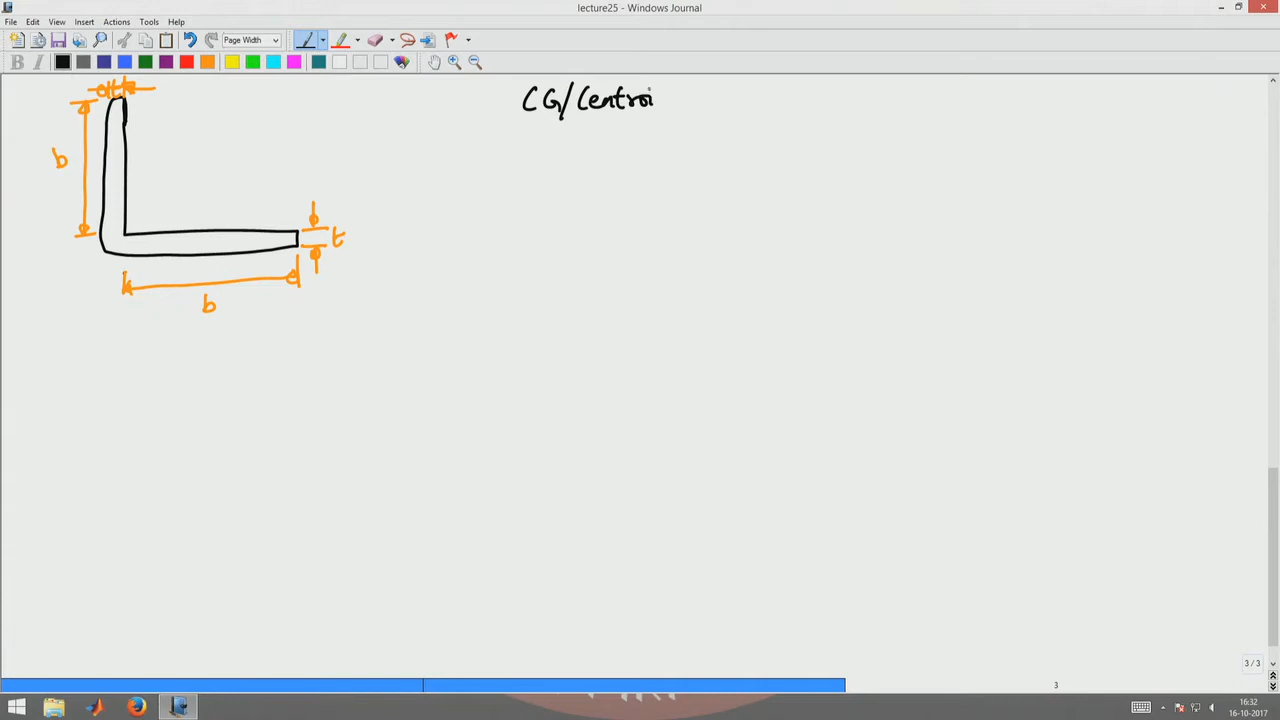 lecture25 - Windows Journal
File Edit View Insert Actions Tools Help
Page Width
B I
t
CG/Centroi
b
t
b
3 / 3
3
16:32
16-10-2017